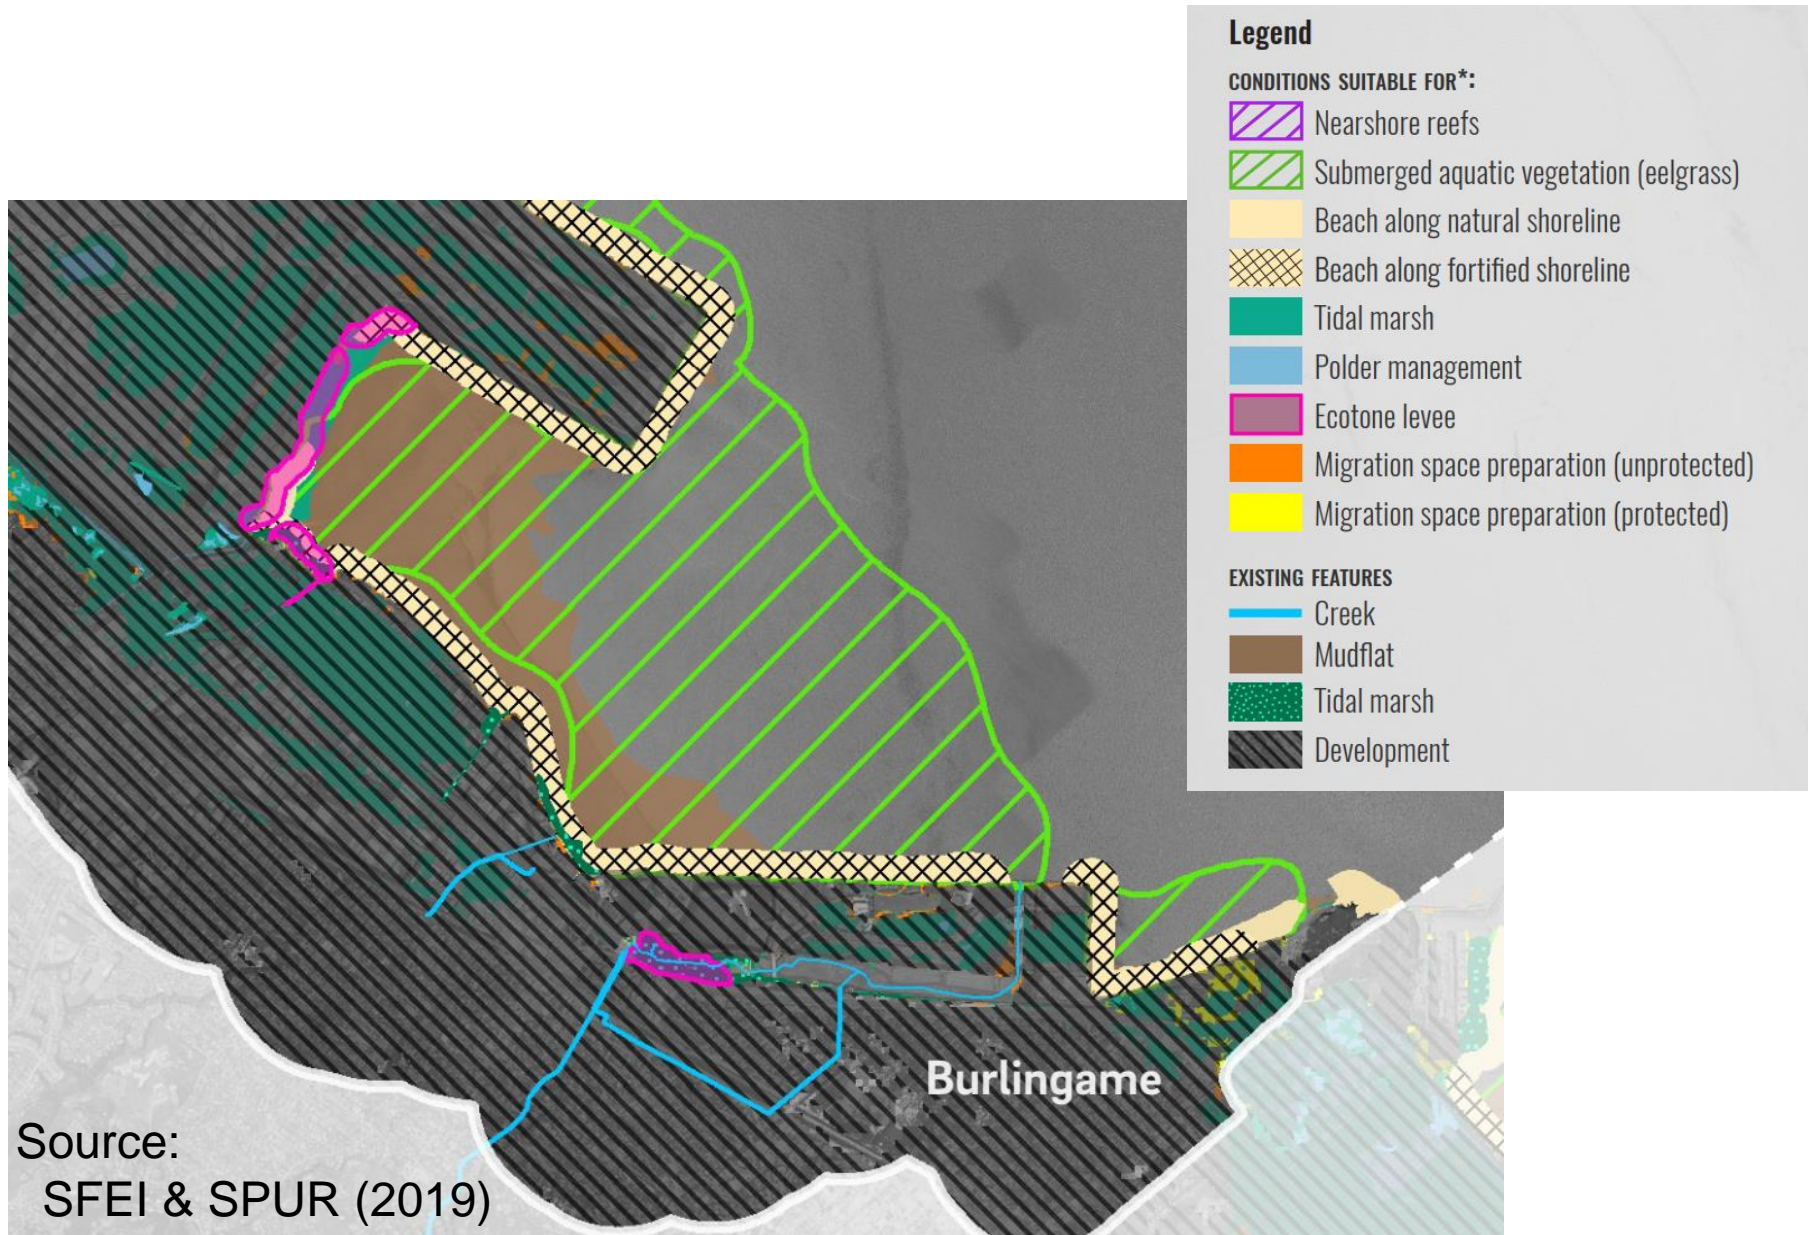 Legend
CONDITIONS SUITABLE FOR*:
Nearshore reefs
Submerged aquatic vegetation (eelgrass)
Beach along natural shoreline
Beach along fortified shoreline
Tidal marsh
Polder management
Ecotone levee
Migration space preparation (unprotected)
Migration space preparation (protected)
EXISTING FEATURES
Creek
Mudflat
Tidal marsh
Development
Burlingame
Source:
SFEI & SPUR (2019)